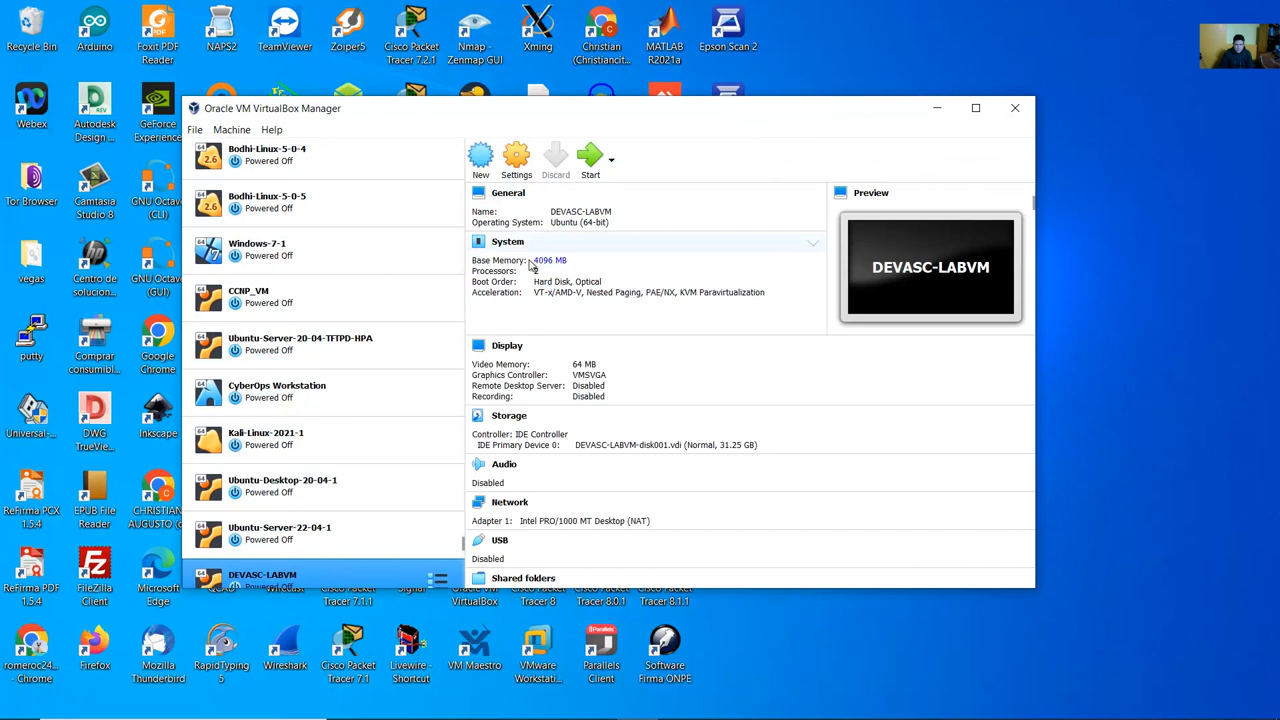 Recycle Bin
Arduino
Foxit PDF
Reader
NAPS2
TeamViewer
Zoiper5
Cisco Packet
Tracer 7.2.1
Nmap -
Zenmap GUI
Xming
Christian
(Christiancit...
MATLAB
R2021a
Epson Scan 2
Webex
Autodesk
Design ...
GeForce
Experience
Tor Browser
Camtasia
Studio 8
GNU Octave
(CLI)
vegas
Centro de
solucion...
GNU Octave
(GUI)
putty
Comprar
consumibl...
Google
Chrome
Universal-...
DWG
TrueVie...
Inkscape
ReFirma PCX
1.5.4
EPUB File
Reader
CHRISTIAN
AUGUSTO (c
ReFirma PDF
1.5.4
FileZilla
Client
Microsoft
Edge
Tracer 7.1.1
VirtualBox
Tracer 8
Tracer 8.0.1
Tracer 8.1.1
romeroc24...
- Chrome
Firefox
Mozilla
Thunderbird
RapidTyping
5
Wireshark
Cisco Packet
Tracer 7.1
Livewire -
Shortcut
VM Maestro
VMware
Workstati...
Parallels
Client
Software
Firma ONPE
Oracle VM VirtualBox Manager
File Machine Help
Bodhi-Linux-5-0-4
Powered Off
Bodhi-Linux-5-0-5
Powered Off
Windows-7-1
Powered Off
CCNP_VM
Powered Off
Ubuntu-Server-20-04-TFTPD-HPA
Powered Off
CyberOps Workstation
Powered Off
Kali-Linux-2021-1
Powered Off
Ubuntu-Desktop-20-04-1
Powered Off
Ubuntu-Server-22-04-1
Powered Off
DEVASC-LABVM
Powered Off
New Settings Discard Start
General
Name: DEVASC-LABVM
Operating System: Ubuntu (64-bit)
System
Base Memory: 4096 MB
Processors: 2
Boot Order: Hard Disk, Optical
Acceleration: VT-x/AMD-V, Nested Paging, PAE/NX, KVM Paravirtualization
Preview
DEVASC-LABVM
Display
Video Memory: 64 MB
Graphics Controller: VMSVGA
Remote Desktop Server: Disabled
Recording: Disabled
Storage
Controller: IDE Controller
IDE Primary Device 0: DEVASC-LABVM-disk001.vdi (Normal, 31.25 GB)
Audio
Disabled
Network
Adapter 1: Intel PRO/1000 MT Desktop (NAT)
USB
Disabled
Shared folders